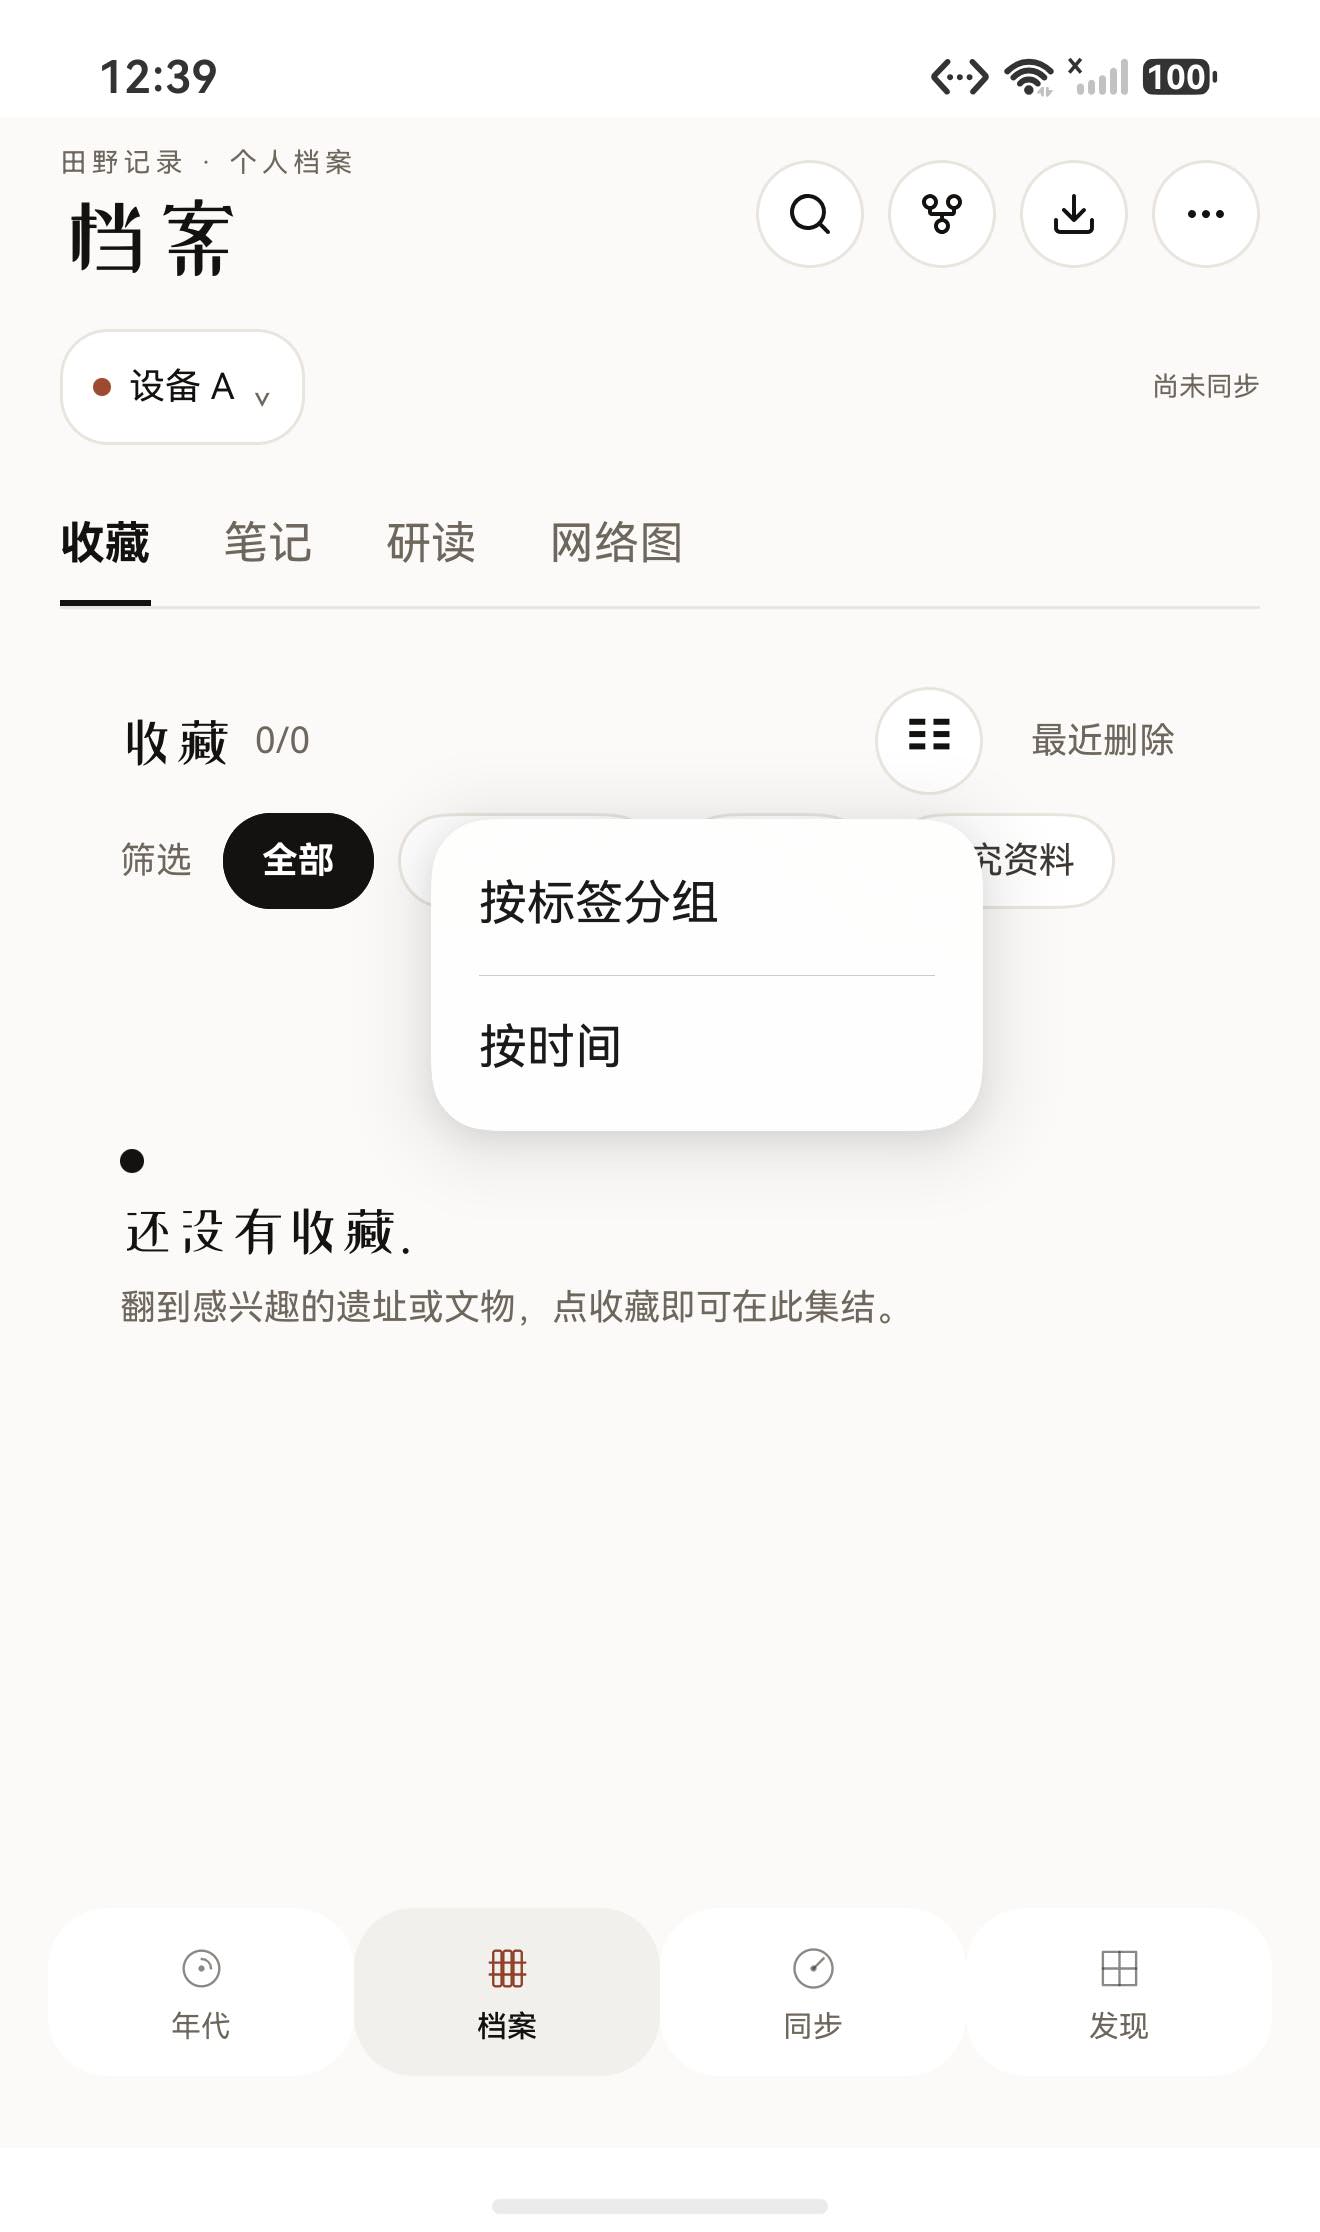 12:39
100
田野记录 · 个人档案
档案
设备 A
尚未同步
收藏 笔记 研读 网络图
收藏 0/0
最近删除
筛选 全部 究资料
按标签分组
按时间
还没有收藏.
翻到感兴趣的遗址或文物，点收藏即可在此集结。
年代 档案 同步 发现